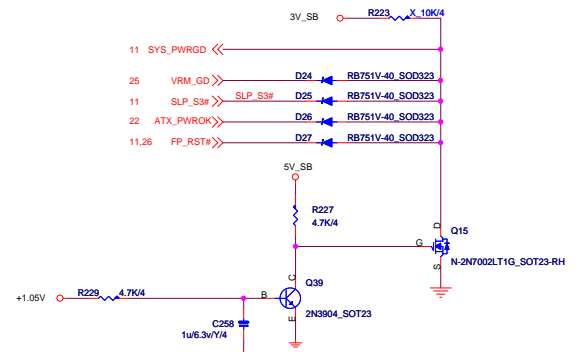 3V_SB R223 X_10K/4
11 SYS_PWRGD
25 VRM_GD D24 RB751V-40_SOD323
11 SLP_S3# SLP_S3# D25 RB751V-40_SOD323
22 ATX_PWROK D26 RB751V-40_SOD323
11,26 FP_RST# D27 RB751V-40_SOD323
5V_SB
R227
4.7K/4
D
Q15
G
N-2N7002LT1G_SOT23-RH
S
C
Q39
R229 4.7K/4
+1.05V
B
2N3904_SOT23
E
C258
1u/6.3v/Y/4